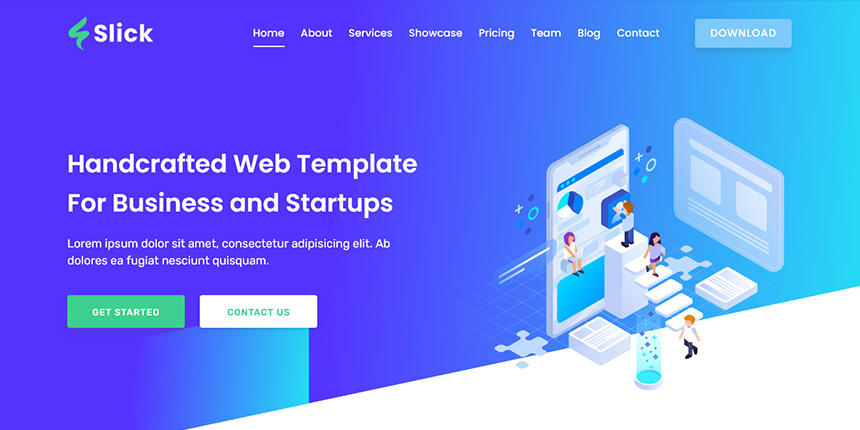 Slick
Home About Services Showcase Pricing Team Blog Contact DOWNLOAD
Handcrafted Web Template
For Business and Startups
Lorem ipsum dolor sit amet, consectetur adipisicing elit. Ab
dolores ea fugiat nesciunt quisquam.
GET STARTED CONTACT US